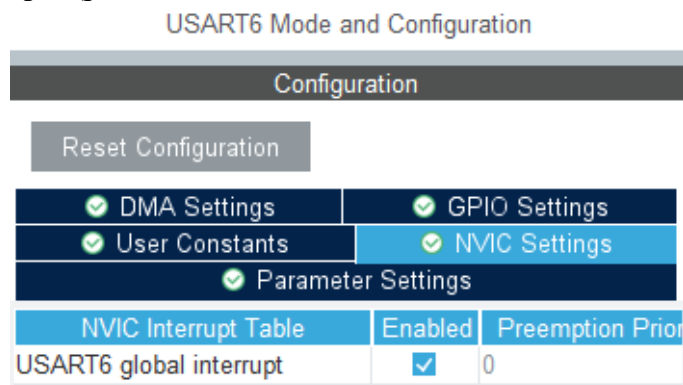 USART6 Mode and Configuration
Configuration
Reset Configuration
DMA Settings GPIO Settings
User Constants NVIC Settings
Parameter Settings
NVIC Interrupt Table Enabled Preemption Prior
USART6 global interrupt 0